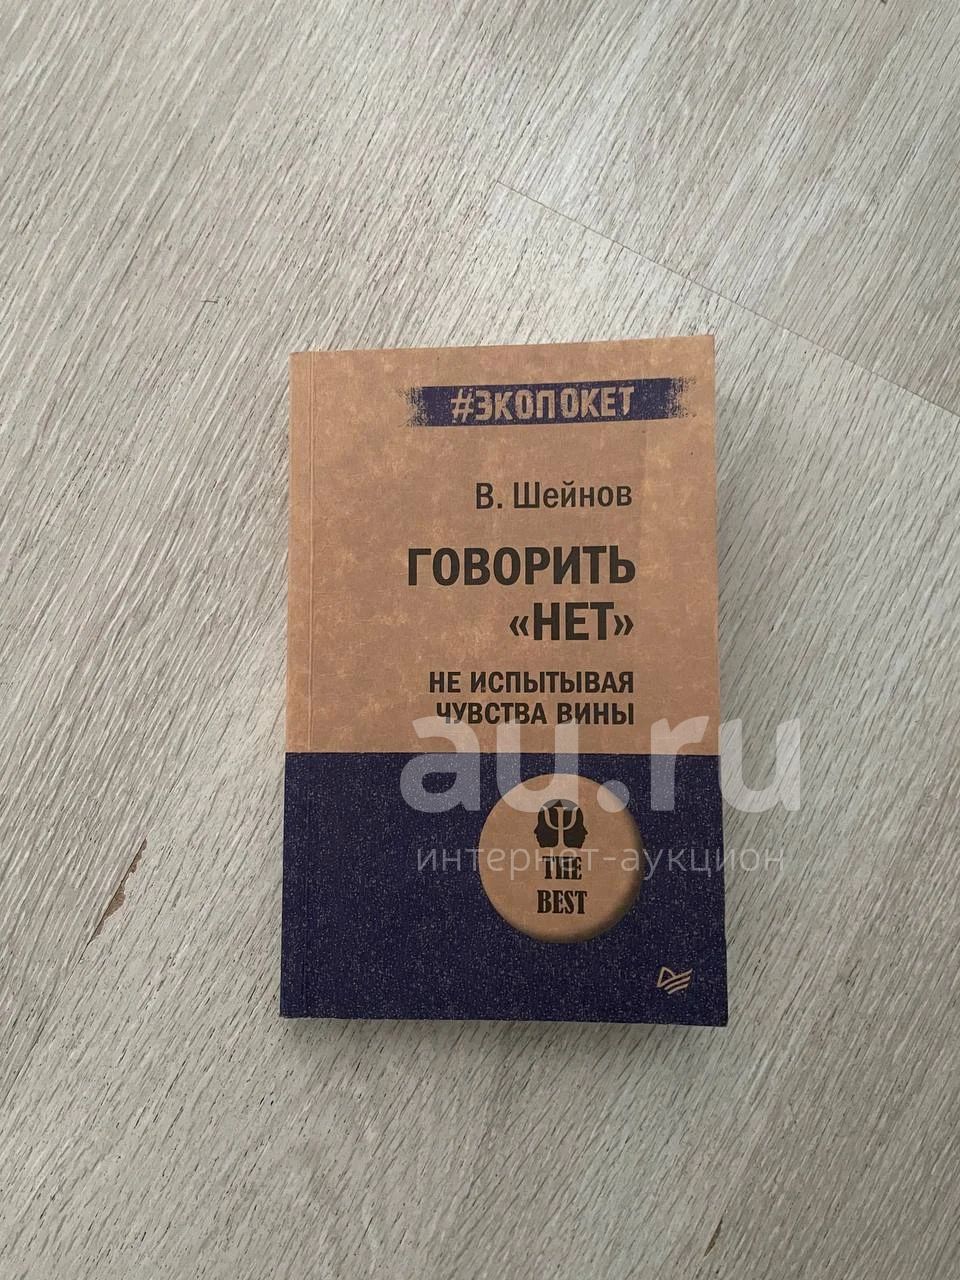 #ЭКОПОКЕТ
В. Шейнов
ГОВОРИТЬ
«НЕТ»
НЕ ИСПЫТЫВАЯ
ЧУВСТВА ВИНЫ
au.ru
интернет-аукцион
THE
BEST